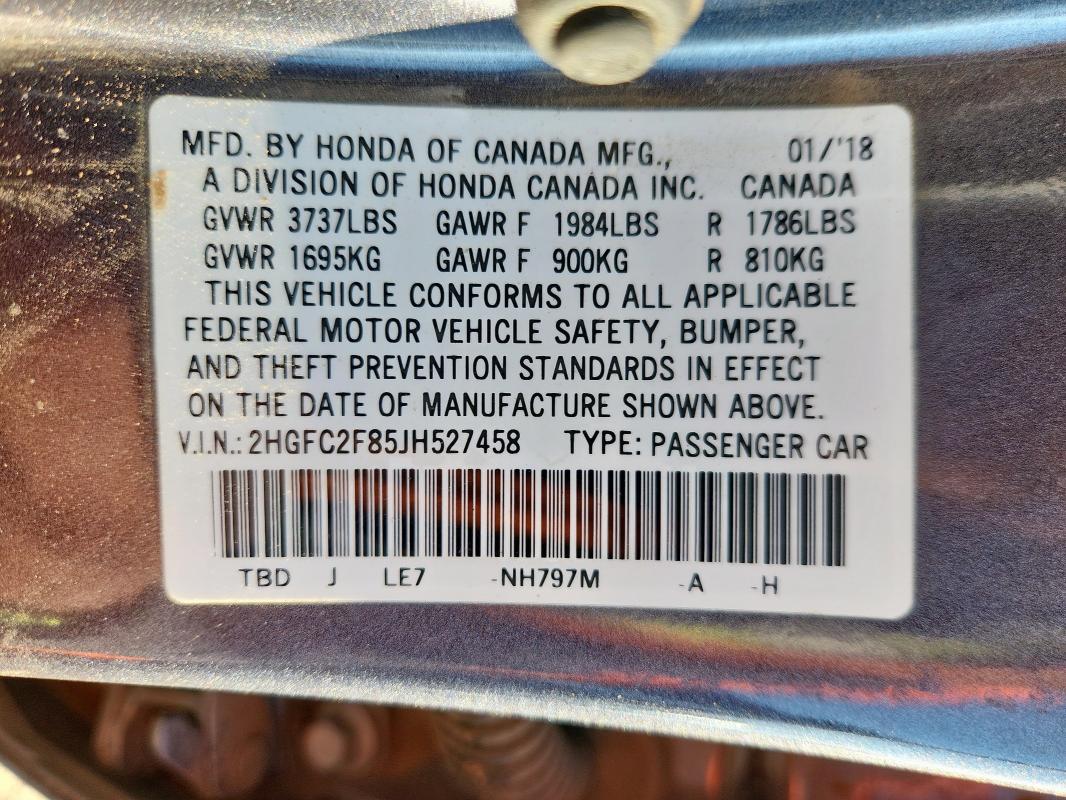 MFD. BY HONDA OF CANADA MFG., 01/'18
A DIVISION OF HONDA CANADA INC. CANADA
GVWR 3737LBS GAWR F 1984LBS R 1786LBS
GVWR 1695KG GAWR F 900KG R 810KG
THIS VEHICLE CONFORMS TO ALL APPLICABLE
FEDERAL MOTOR VEHICLE SAFETY, BUMPER,
AND THEFT PREVENTION STANDARDS IN EFFECT
ON THE DATE OF MANUFACTURE SHOWN ABOVE.
V.I.N.: 2HGFC2F85JH527458 TYPE: PASSENGER CAR
TBD J LE7 -NH797M -A -H